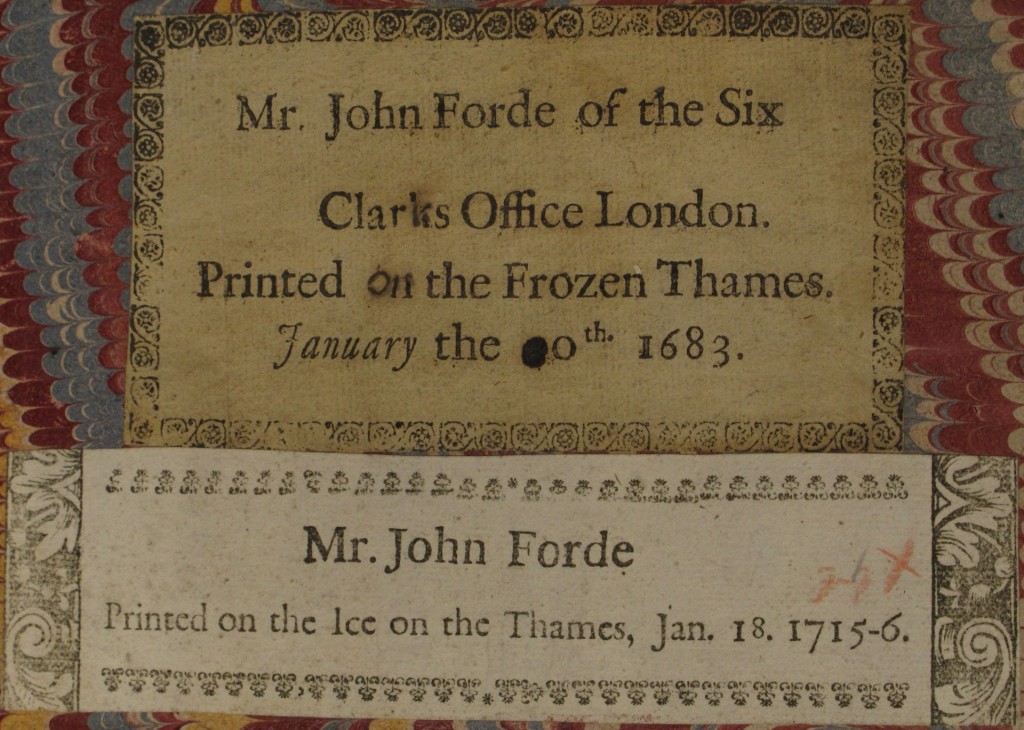 Mr. John Forde of the Six
Clarks Office London.
Printed on the Frozen Thames.
January the 1683.
Mr. John Forde
Printed on the Ice on the Thames, Jan. 18. 1715-6.